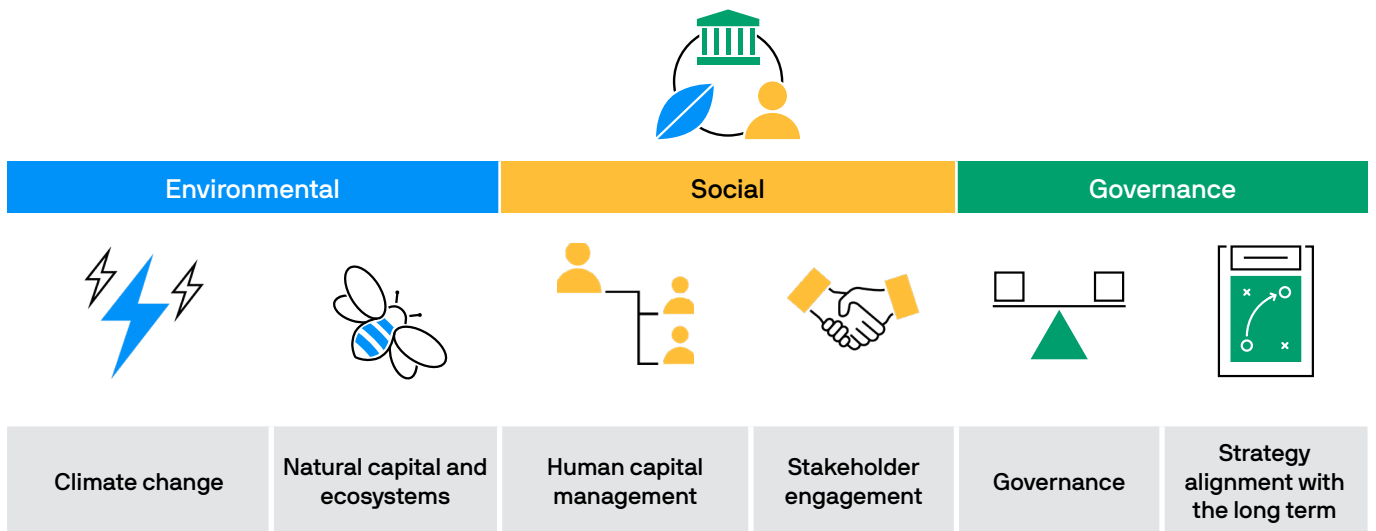 Environmental
Social
Governance
Climate change
Natural capital and
ecosystems
Human capital
management
Stakeholder
engagement
Governance
Strategy
alignment with
the long term